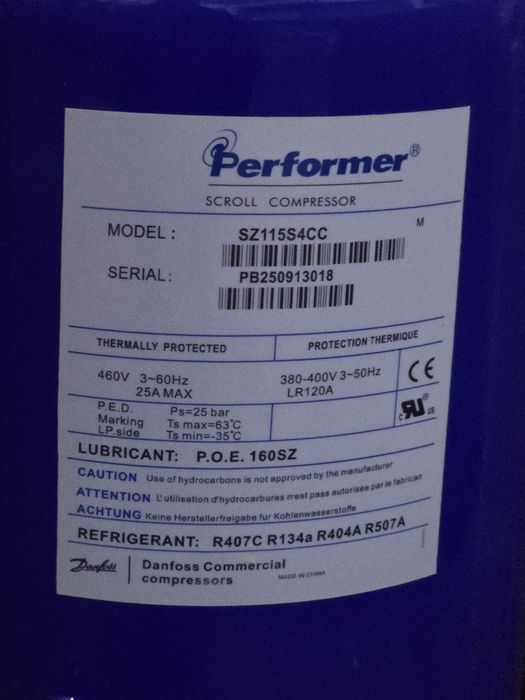 Performer®
SCROLL COMPRESSOR
M
MODEL : SZ115S4CC
SERIAL: PB250913018
THERMALLY PROTECTED PROTECTION THERMIQUE
460V 3~60Hz 380-400V 3~50Hz CE
25A MAX LR120A
P.E.D. Ps=25 bar c RU ® US
Marking Ts max=63°C
LP.side Ts min=-35°C
LUBRICANT: P.O.E. 160SZ
CAUTION Use of hydrocarbons is not approved by the manufacturer
ATTENTION L'utilisation d'hydrocarbures n'est pas autorisée par le fabrican
ACHTUNG Keine Herstellerfreigabe fur Kohlenwasserstoffe
REFRIGERANT: R407C R134a R404A R507A
Danfoss Danfoss Commercial
compressors MADE IN CHINA